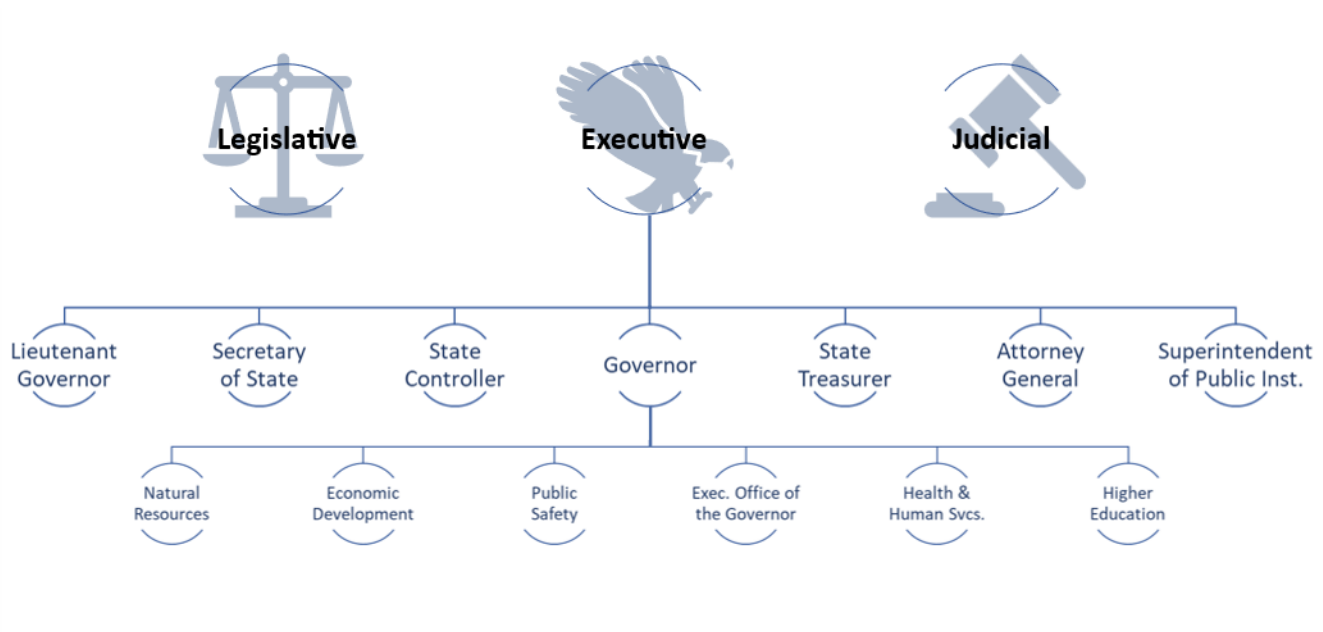 Legislative
Executive
Judicial
Lieutenant
Governor
Secretary
of State
State
Controller
Governor
State
Treasurer
Attorney
General
Superintendent
of Public Inst.
Natural
Resources
Economic
Development
Public
Safety
Exec. Office of
the Governor
Health &
Human Svcs.
Higher
Education